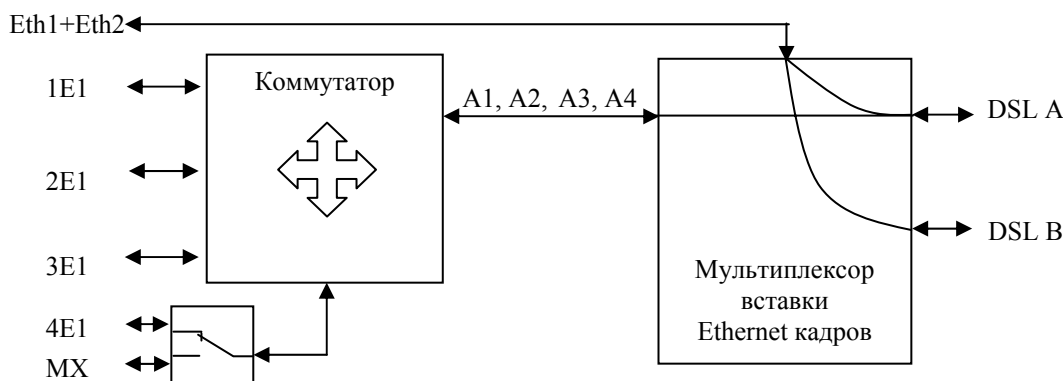 Eth1+Eth2
1E1
2E1
3E1
4E1
MX
Коммутатор
A1, A2, A3, A4
DSL A
DSL B
Мультиплексор
вставки
Ethernet кадров